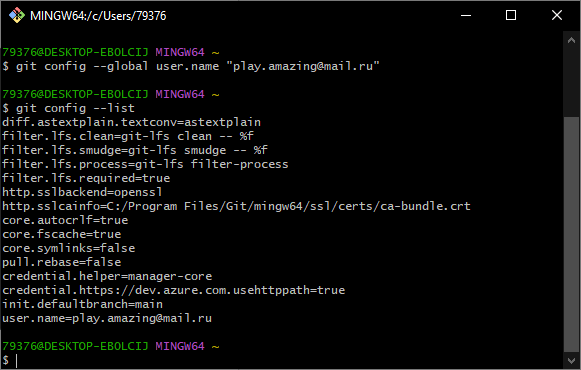 MINGW64:/c/Users/79376
79376@DESKTOP-EBOLCIJ MINGW64 ~
$ git config --global user.name "play.amazing@mail.ru"
79376@DESKTOP-EBOLCIJ MINGW64 ~
$ git config --list
diff.astextplain.textconv=astextplain
filter.lfs.clean=git-lfs clean -- %f
filter.lfs.smudge=git-lfs smudge -- %f
filter.lfs.process=git-lfs filter-process
filter.lfs.required=true
http.sslbackend=openssl
http.sslcainfo=C:/Program Files/Git/mingw64/ssl/certs/ca-bundle.crt
core.autocrlf=true
core.fscache=true
core.symlinks=false
pull.rebase=false
credential.helper=manager-core
credential.https://dev.azure.com.usehttppath=true
init.defaultbranch=main
user.name=play.amazing@mail.ru
79376@DESKTOP-EBOLCIJ MINGW64 ~
$